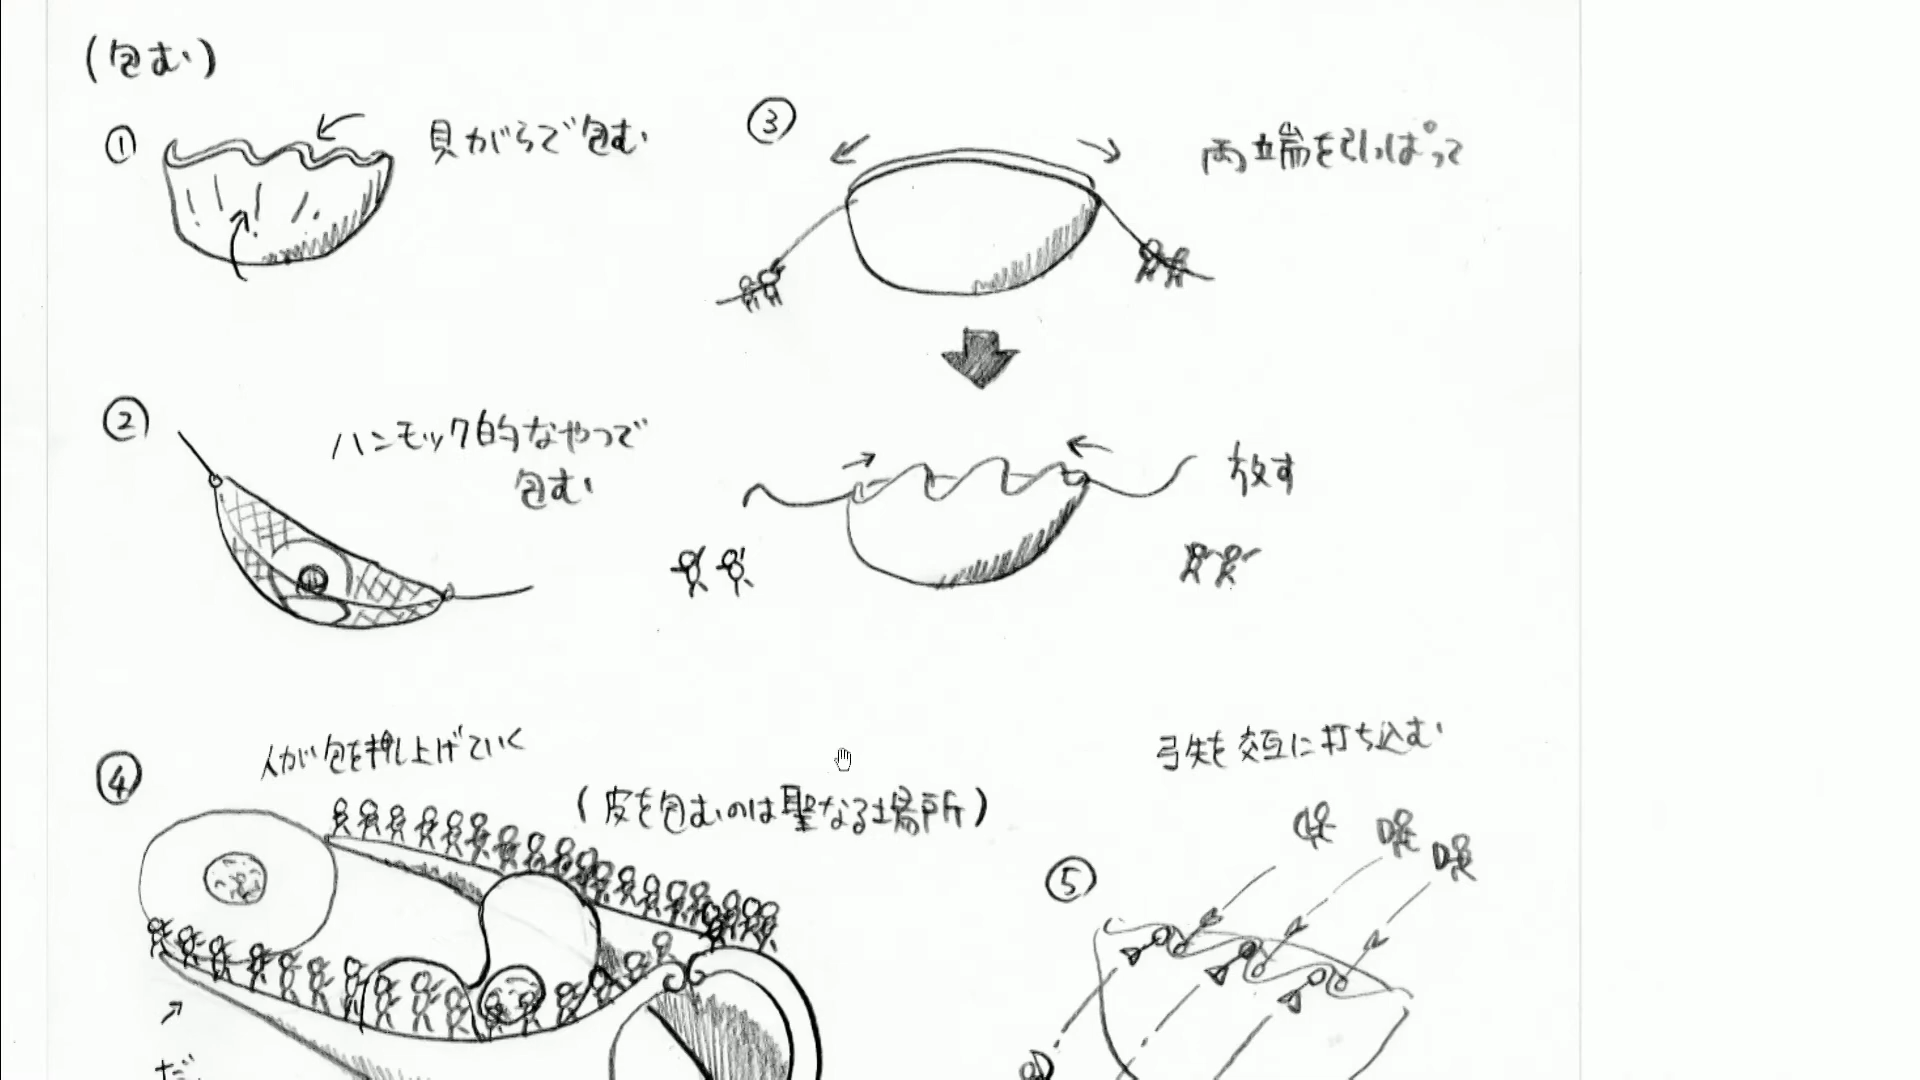 (包む)
① 貝がらで包む
② ハンモック的なやつで
包む
③ 両端を引っぱって
放す
④ 人が包を押し上げていく
(皮を包むのは聖なる場所)
⑤ 弓矢を交互に打ち込む